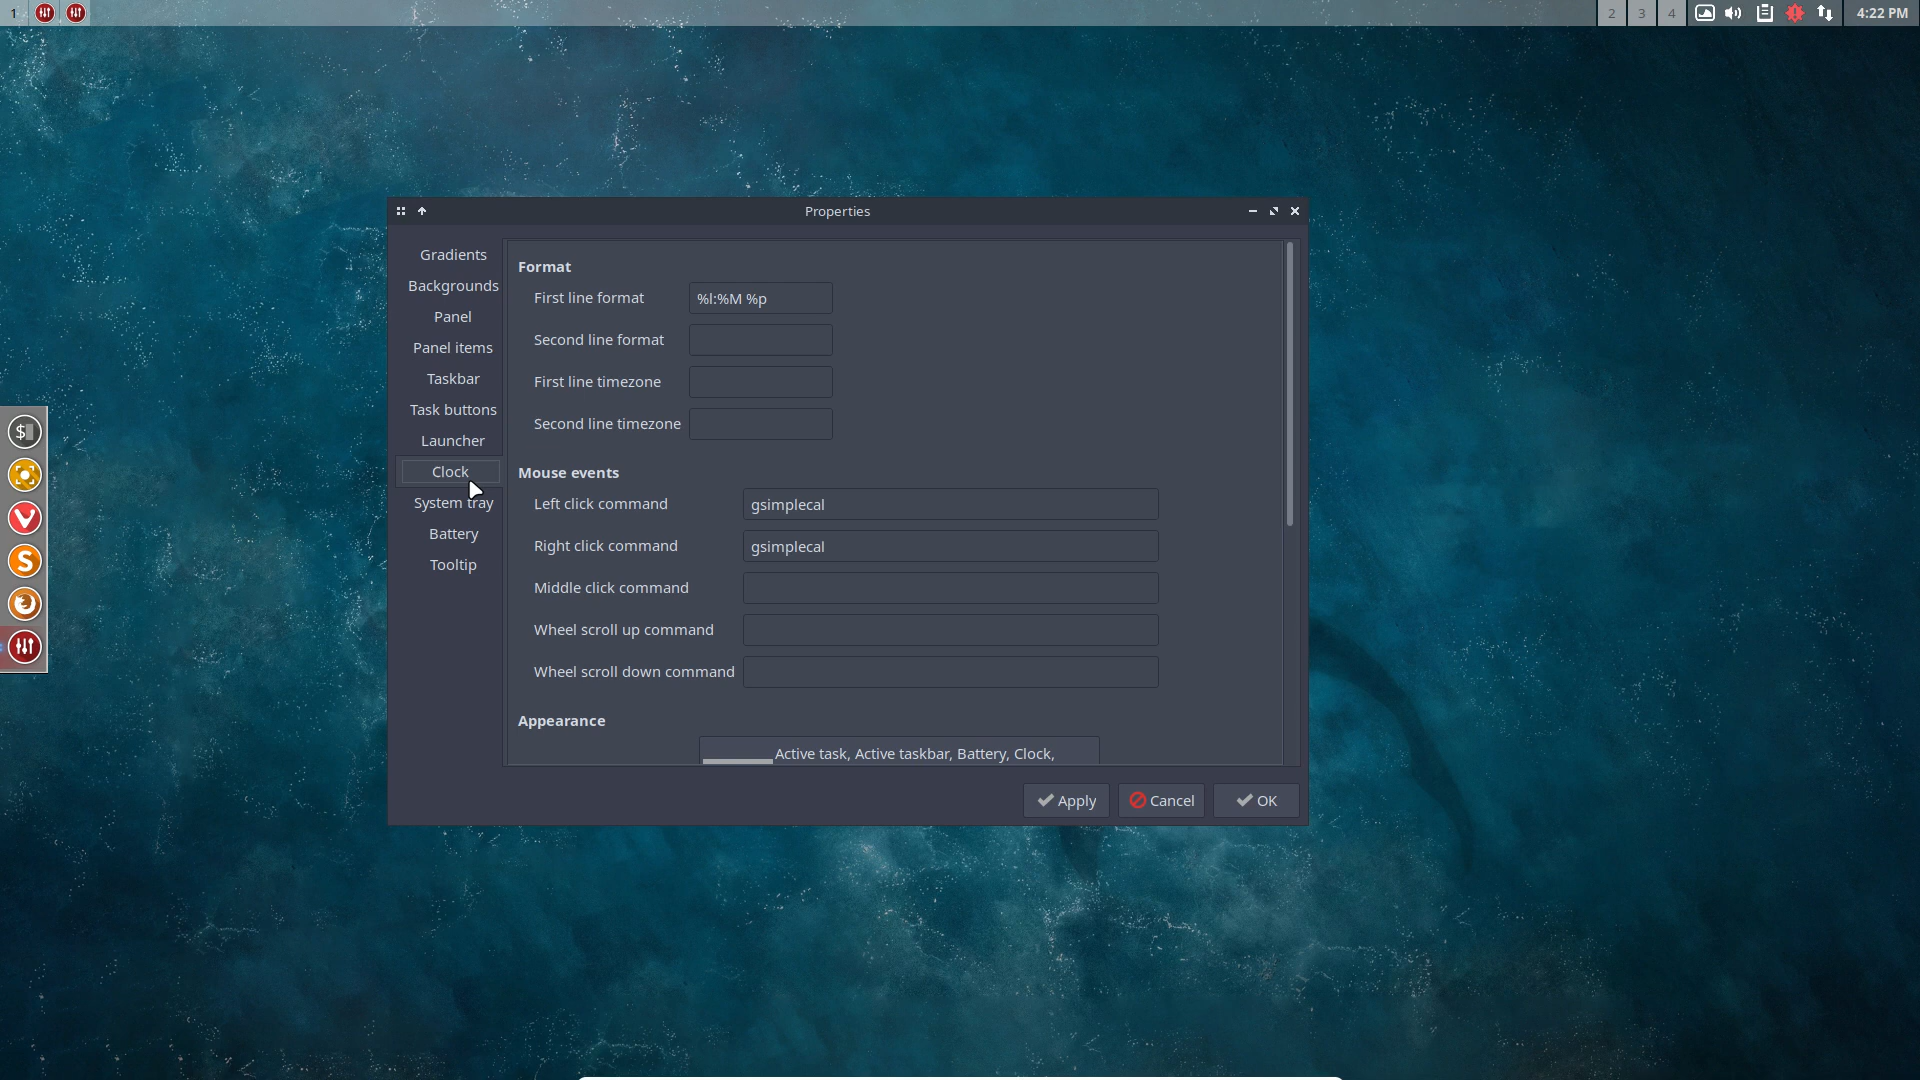 1
2 3 4
4:22 PM
Properties
Gradients
Backgrounds
Panel
Panel items
Taskbar
Task buttons
Launcher
Clock
System tray
Battery
Tooltip
Format
First line format %l:%M %p
Second line format
First line timezone
Second line timezone
Mouse events
Left click command gsimplecal
Right click command gsimplecal
Middle click command
Wheel scroll up command
Wheel scroll down command
Appearance
Active task, Active taskbar, Battery, Clock,
Apply Cancel OK
$
S